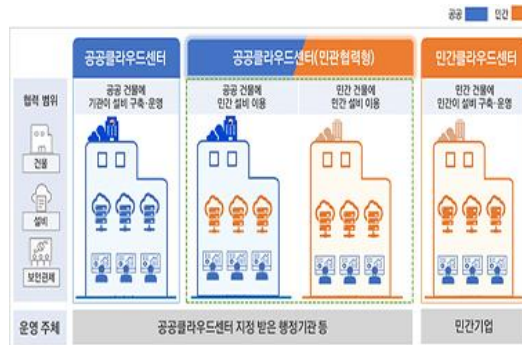 공공 민간
공공클라우드센터
공공클라우드센터(민관협력형)
민간클라우드센터
협력 범위
공공 건물에
기관이 설비 구축·운영
공공 건물에
민간 설비 이용
민간 건물에
민간 설비 이용
민간 건물에
민간이 설비 구축·운영
건물
설비
보안관제
운영 주체
공공클라우드센터 지정 받은 행정기관 등
민간기업